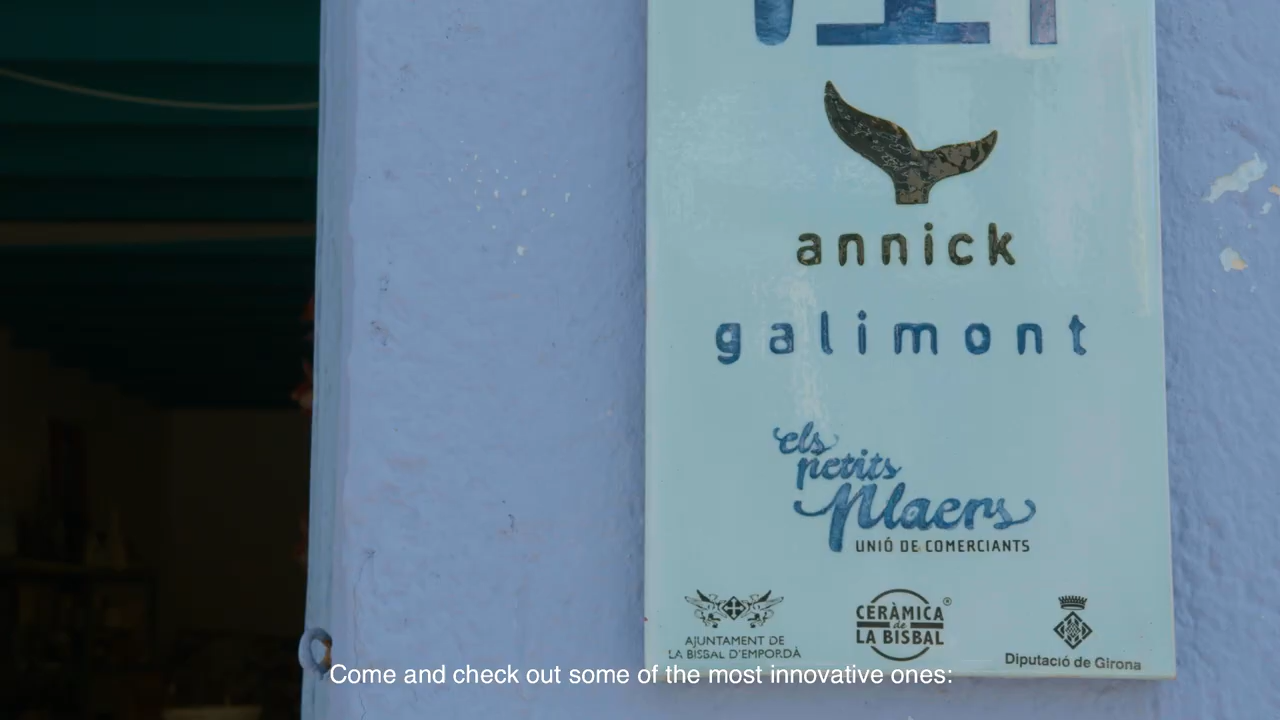 annick
galimont
els
petits
Plaers
UNIÓ DE COMERCIANTS
AJUNTAMENT DE
LA BISBAL D'EMPORDÀ
CERÀMICA
de
LA BISBAL
®
Diputació de Girona
Come and check out some of the most innovative ones: